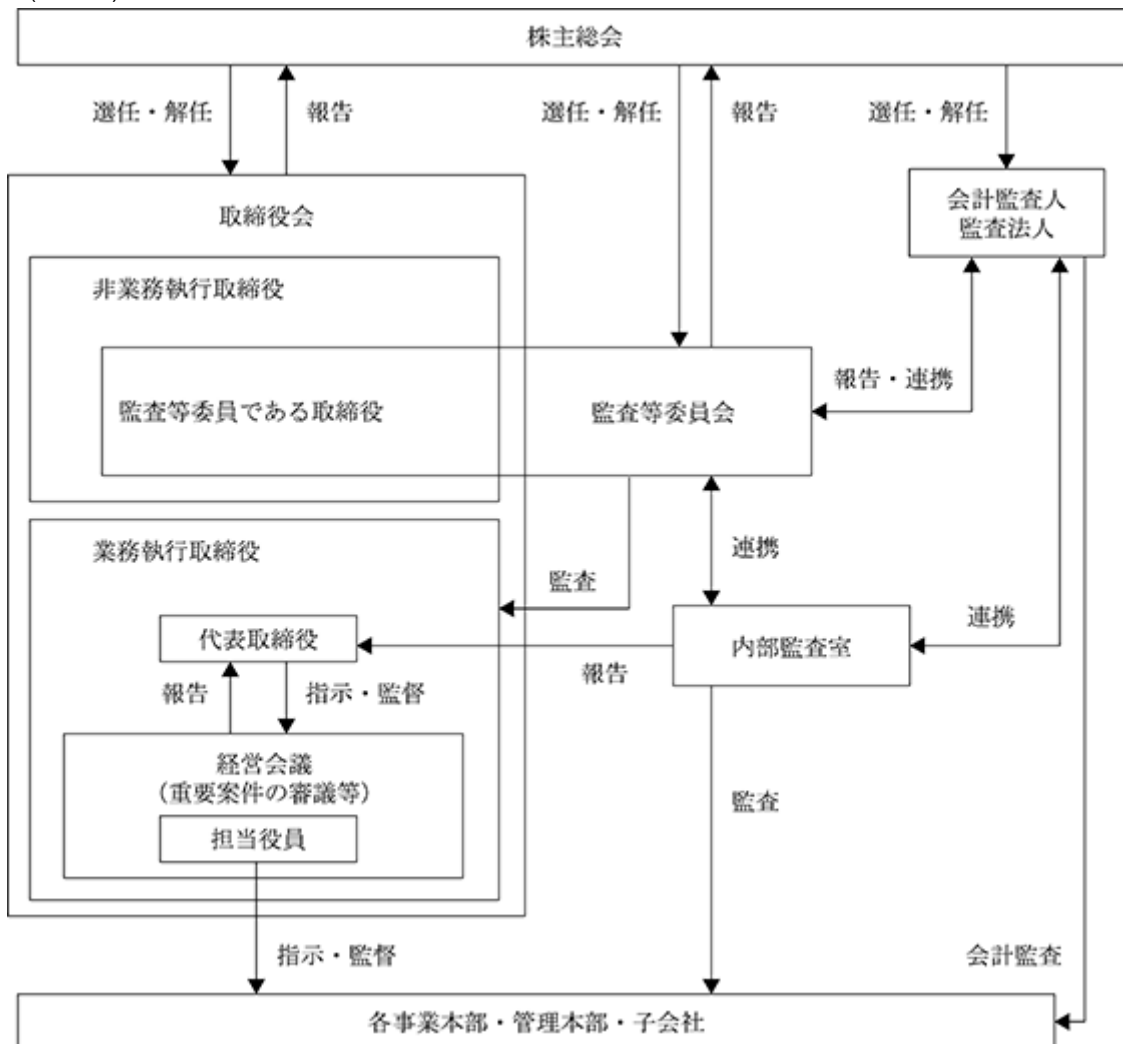 株主総会
選任・解任
報告
選任・解任
報告
選任・解任
取締役会
会計監査人
監査法人
非業務執行取締役
監査等委員である取締役
監査等委員会
報告・連携
業務執行取締役
監査
連携
代表取締役
報告
内部監査室
連携
報告
指示・監督
経営会議
（重要案件の審議等）
担当役員
監査
指示・監督
会計監査
各事業本部・管理本部・子会社